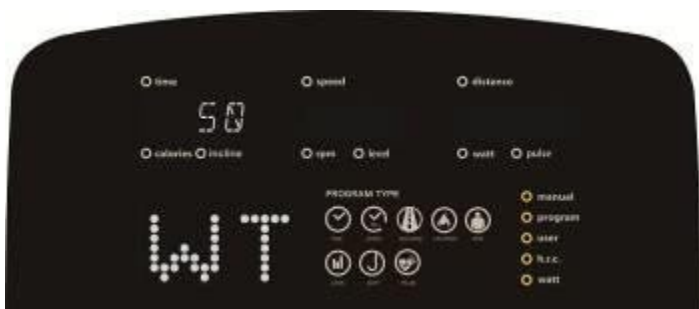 time speed distance
50
calories incline rpm level watt pulse
PROGRAM TYPE
manual
program
user
h.r.c.
watt
WT